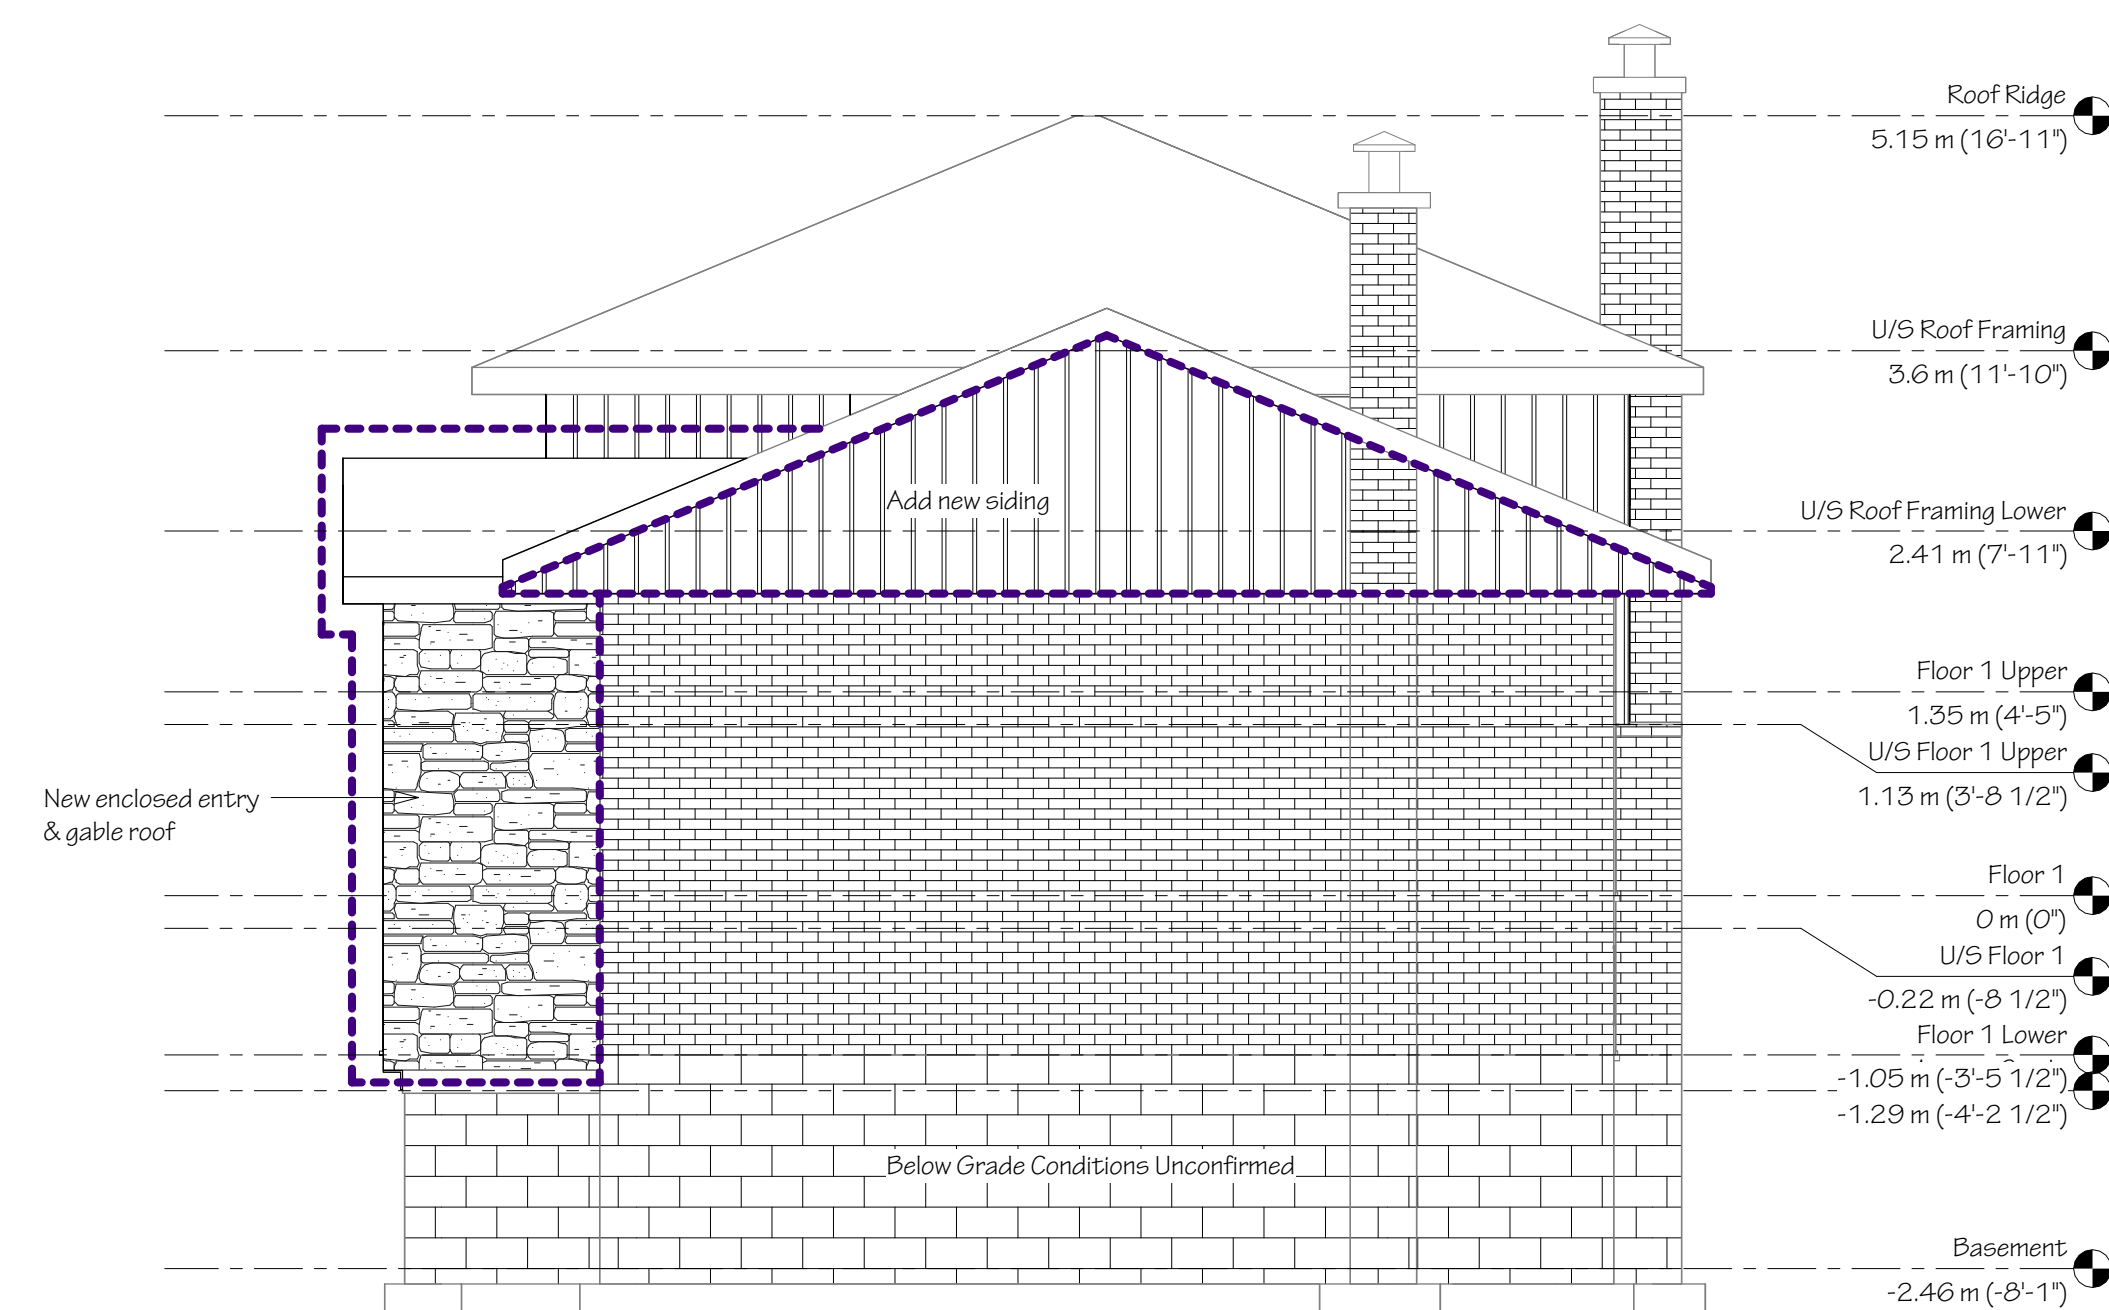 Roof Ridge
5.15 m (16'-11")
U/S Roof Framing
3.6 m (11'-10")
Add new siding
U/S Roof Framing Lower
2.41 m (7'-11")
Floor 1 Upper
1.35 m (4'-5")
U/S Floor 1 Upper
1.13 m (3'-8 1/2")
New enclosed entry
& gable roof
Floor 1
0 m (0")
U/S Floor 1
-0.22 m (-8 1/2")
Floor 1 Lower
-1.05 m (-3'-5 1/2")
-1.29 m (-4'-2 1/2")
Below Grade Conditions Unconfirmed
Basement
-2.46 m (-8'-1")